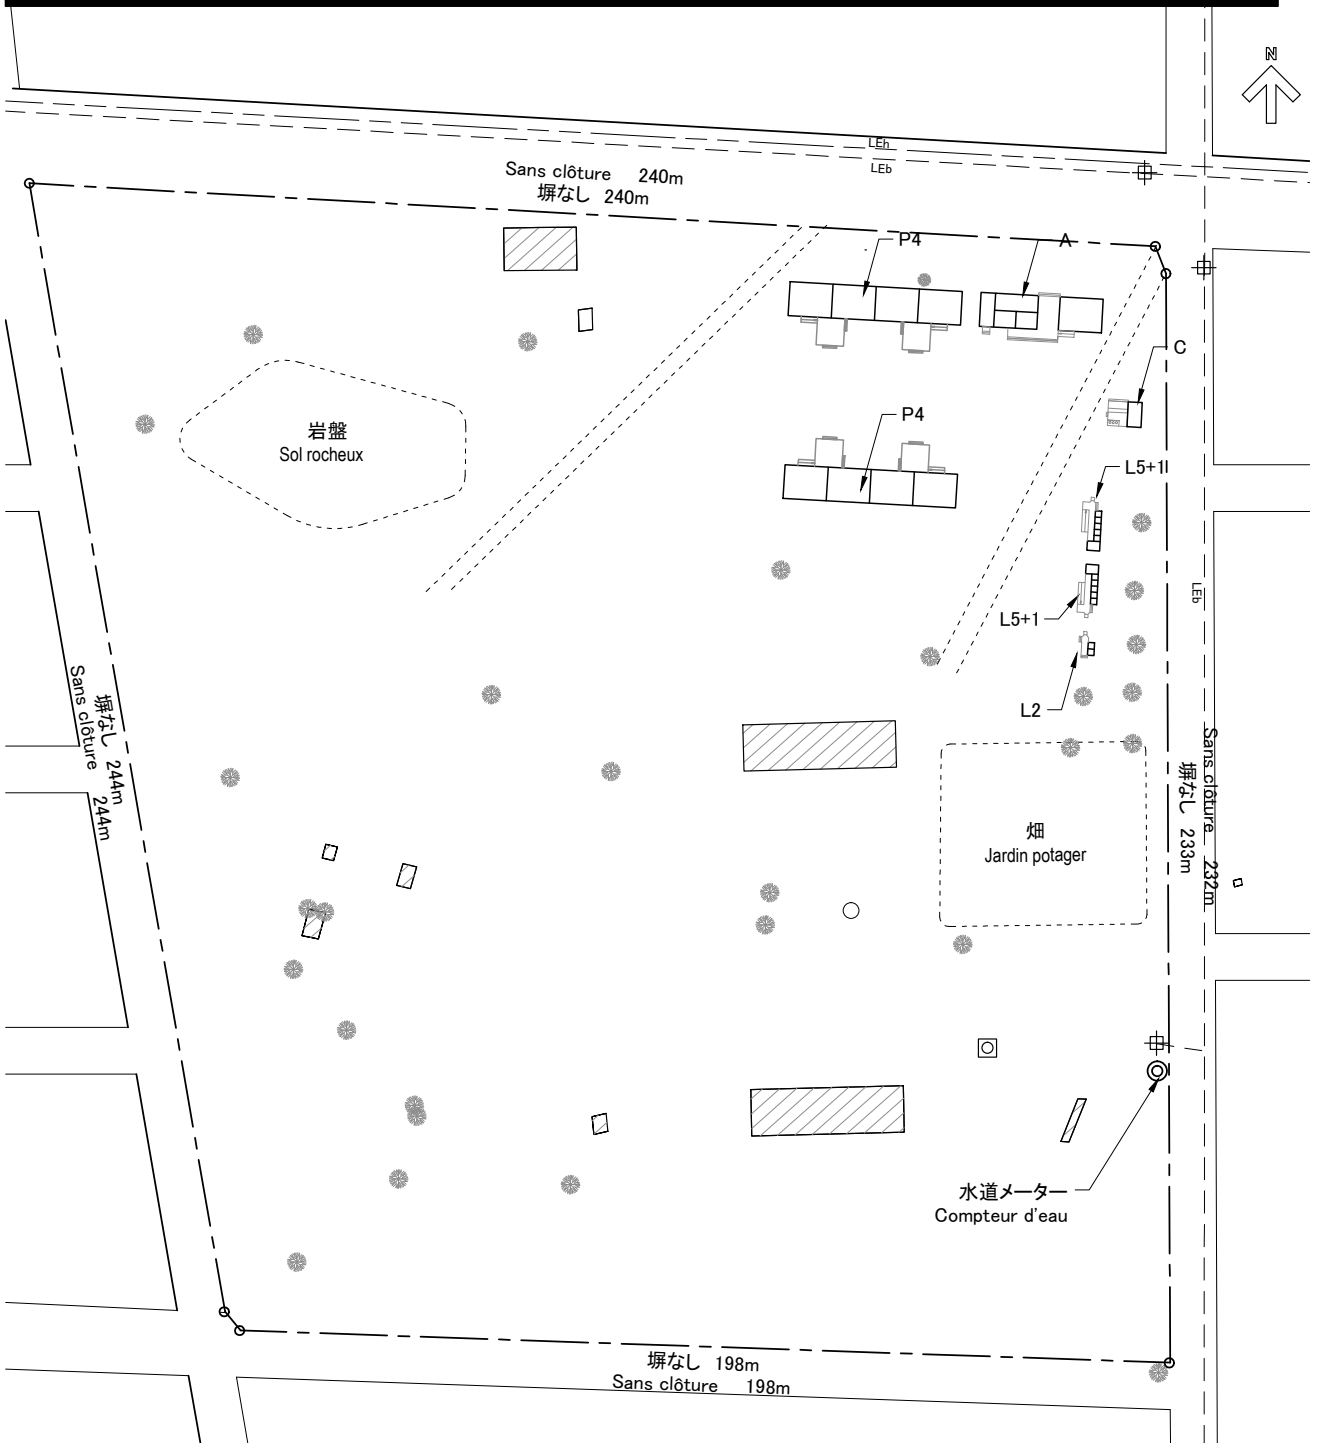 N
LEh
LEb
Sans clôture 240m
塀なし 240m
P4
A
C
岩盤
Sol rocheux
P4
L5+1
LEb
L5+1
L2
塀なし 244m
Sans clôture 244m
Sans clôture 232m
塀なし 233m
畑
Jardin potager
水道メーター
Compteur d'eau
塀なし 198m
Sans clôture 198m